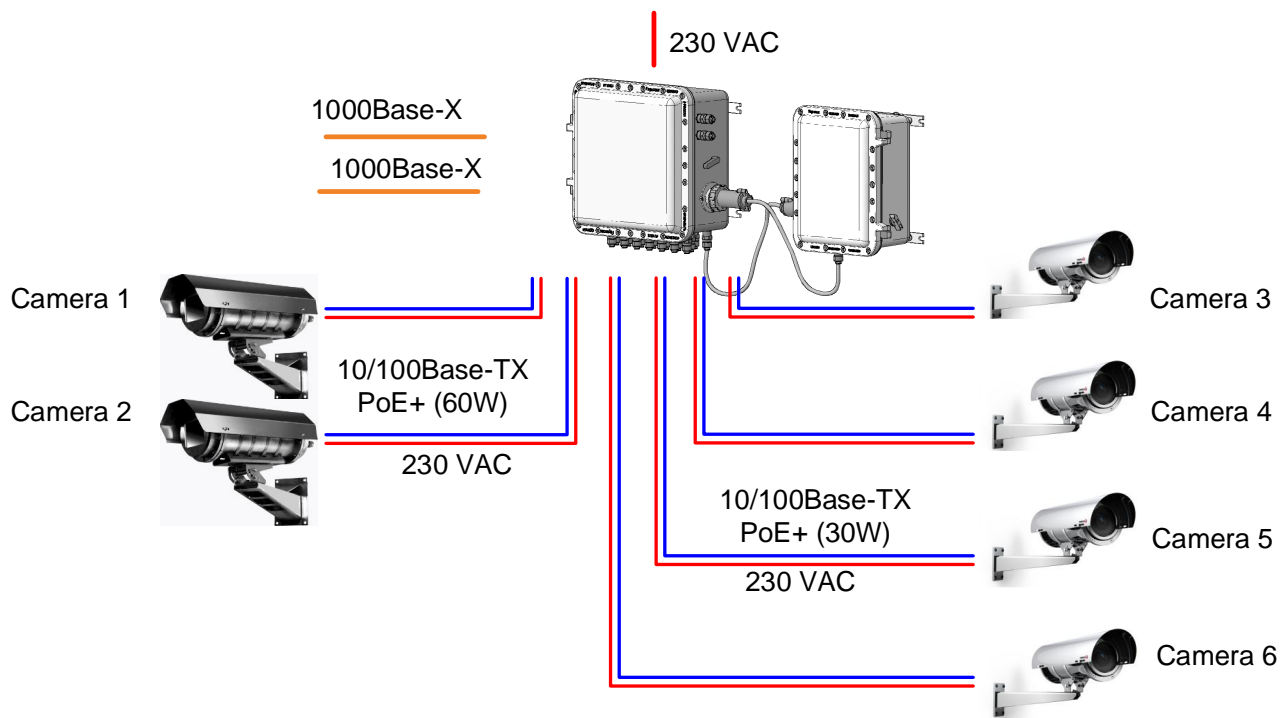 230 VAC
1000Base-X
1000Base-X
Camera 1
Camera 2
10/100Base-TX
PoE+ (60W)
230 VAC
Camera 3
Camera 4
10/100Base-TX
PoE+ (30W)
230 VAC
Camera 5
Camera 6